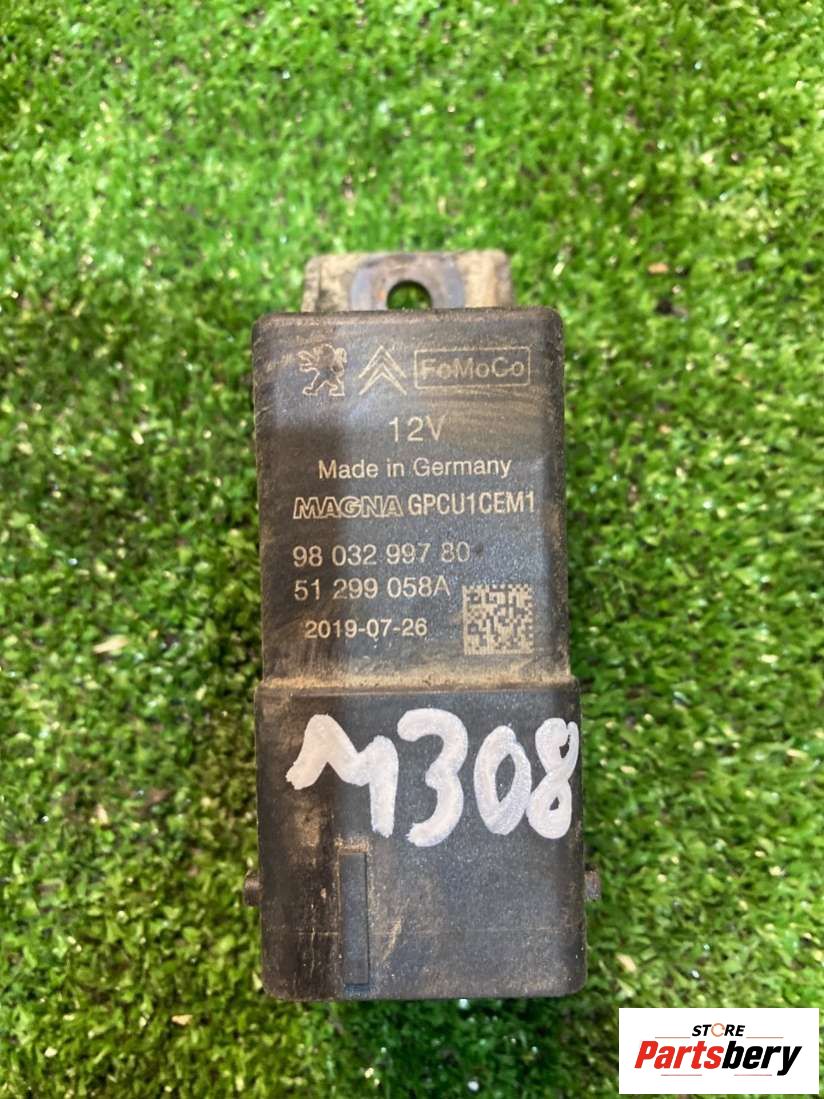 FoMoCo
12V
Made in Germany
MAGNA GPCU1CEM1
98 032 997 80
51 299 058A
2019-07-26
M308
STORE
Partsbery